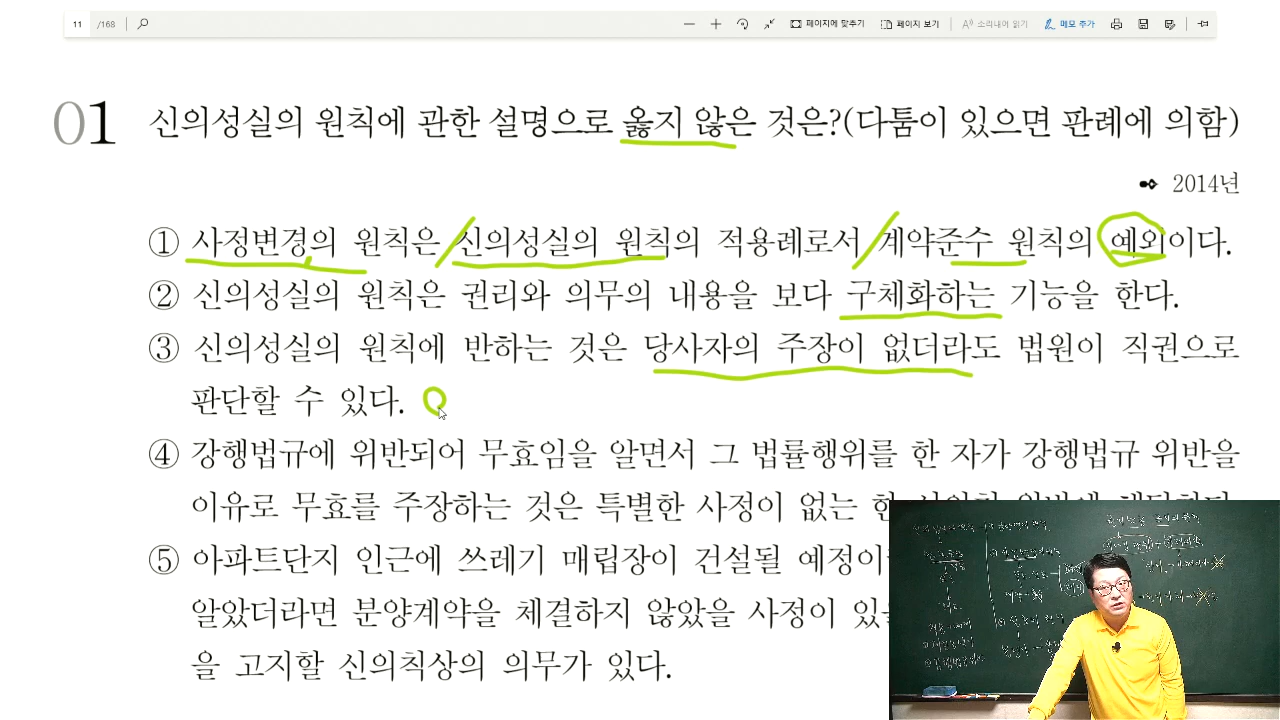 11 /168 페이지에 맞추기 페이지 보기 소리내어 읽기 메모 추가
01 신의성실의 원칙에 관한 설명으로 옳지 않은 것은?(다툼이 있으면 판례에 의함)
2014년
① 사정변경의 원칙은 신의성실의 원칙의 적용례로서 계약준수 원칙의 예외이다.
② 신의성실의 원칙은 권리와 의무의 내용을 보다 구체화하는 기능을 한다.
③ 신의성실의 원칙에 반하는 것은 당사자의 주장이 없더라도 법원이 직권으로
판단할 수 있다.
④ 강행법규에 위반되어 무효임을 알면서 그 법률행위를 한 자가 강행법규 위반을
이유로 무효를 주장하는 것은 특별한 사정이 없는 한
⑤ 아파트단지 인근에 쓰레기 매립장이 건설될
알았더라면 분양계약을 체결하지 않았을 사정이
을 고지할 신의칙상의 의무가 있다.